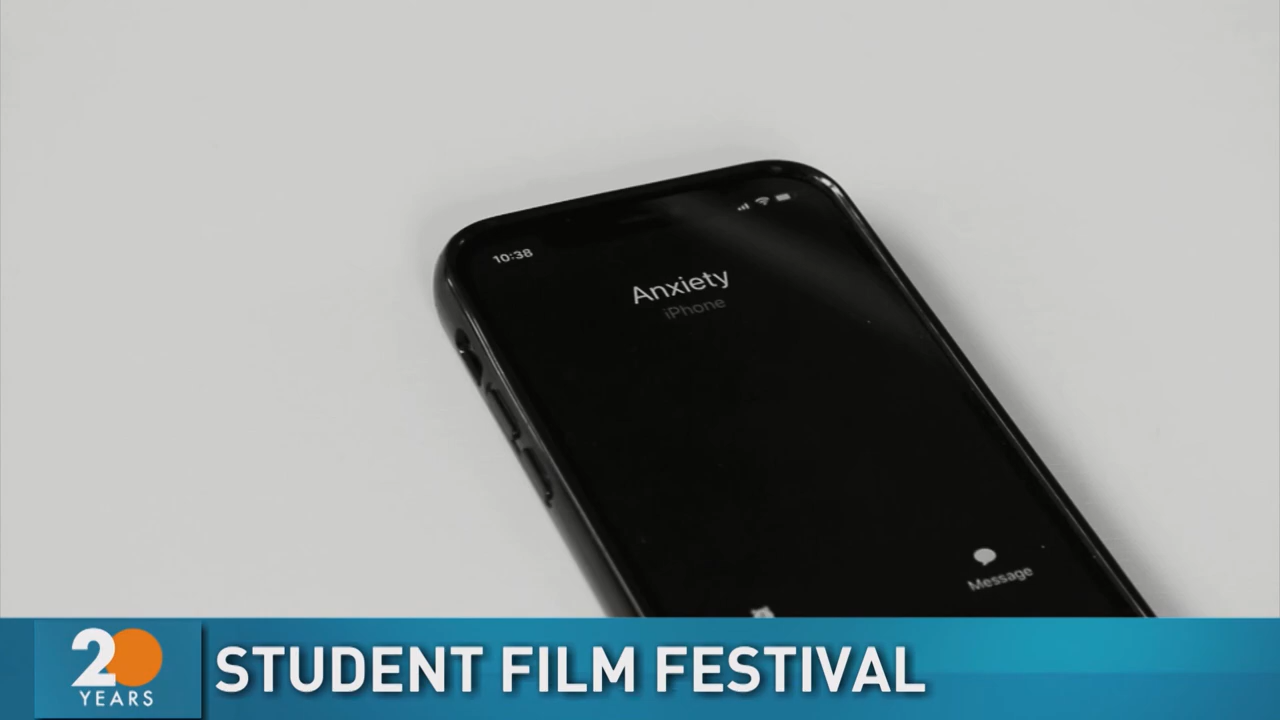 10:38
Anxiety
iPhone
Message
20
YEARS
STUDENT FILM FESTIVAL